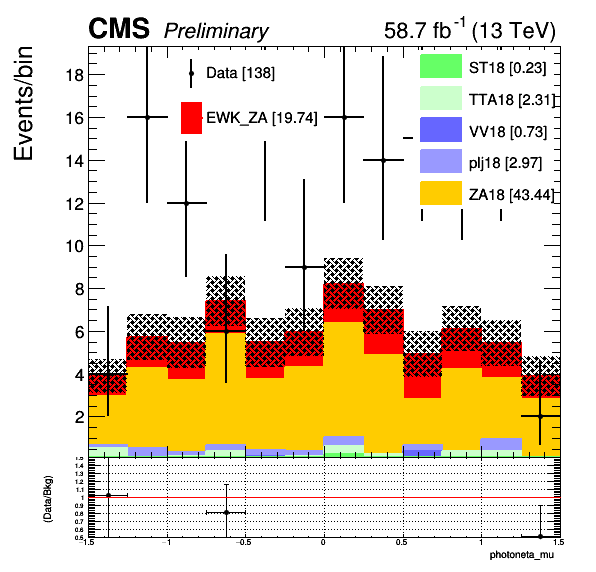 CMS Preliminary 58.7 fb⁻¹ (13 TeV)
Events/bin
18
16
14
12
10
8
6
4
2
Data [138]
EWK_ZA [19.74]
ST18 [0.23]
TTA18 [2.31]
VV18 [0.73]
plj18 [2.97]
ZA18 [43.44]
(Data/Bkg)
1.5
1.4
1.3
1.2
1.1
1
0.9
0.8
0.7
0.6
0.5
-1.5 -1 -0.5 0 0.5 1 1.5
photoneta_mu